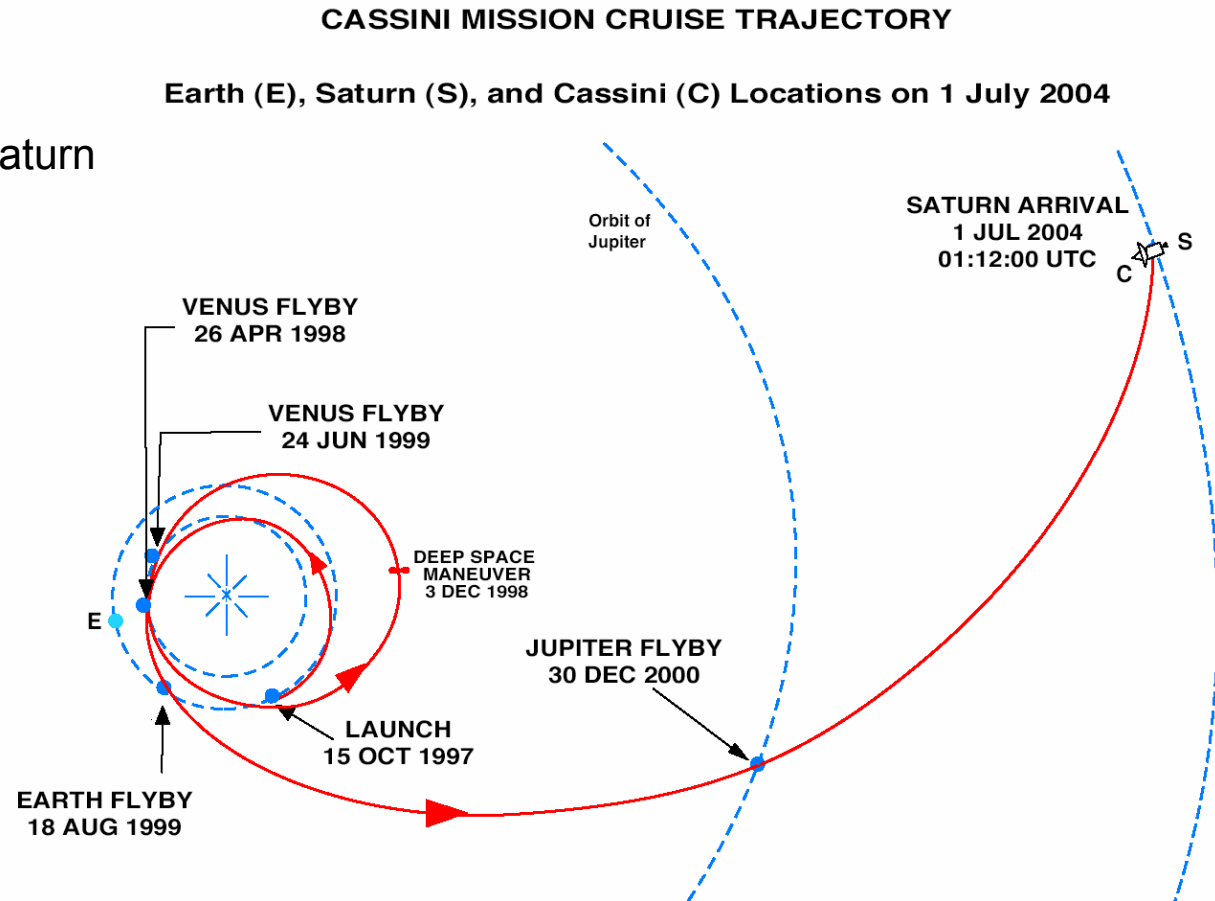 CASSINI MISSION CRUISE TRAJECTORY
Earth (E), Saturn (S), and Cassini (C) Locations on 1 July 2004
aturn
Orbit of
Jupiter
SATURN ARRIVAL
1 JUL 2004
01:12:00 UTC
S
C
VENUS FLYBY
26 APR 1998
VENUS FLYBY
24 JUN 1999
DEEP SPACE
MANEUVER
3 DEC 1998
E
JUPITER FLYBY
30 DEC 2000
LAUNCH
15 OCT 1997
EARTH FLYBY
18 AUG 1999